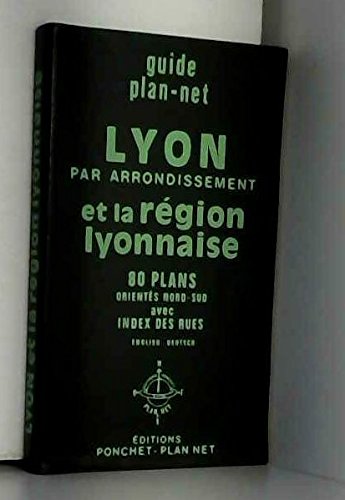 guide
plan-net
LYON
PAR ARRONDISSEMENT
et la région
lyonnaise
80 PLANS
ORIENTÉS NORD-SUD
avec
INDEX DES RUES
ENGLISH DEUTSCH
PLAN NET
ÉDITIONS
PONCHET-PLAN NET
LYON et la région lyonnaise